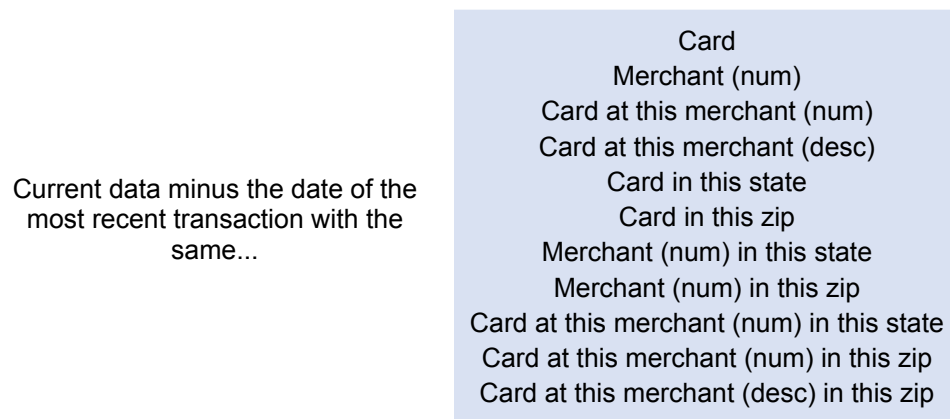 Current data minus the date of the
most recent transaction with the
same...
Card
Merchant (num)
Card at this merchant (num)
Card at this merchant (desc)
Card in this state
Card in this zip
Merchant (num) in this state
Merchant (num) in this zip
Card at this merchant (num) in this state
Card at this merchant (num) in this zip
Card at this merchant (desc) in this zip